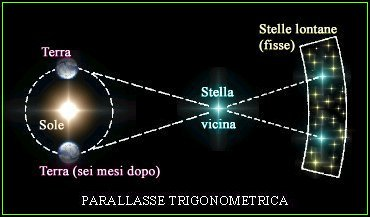 Terra
Stelle lontane
(fisse)
Stella
vicina
Sole
Terra (sei mesi dopo)
PARALLASSE TRIGONOMETRICA